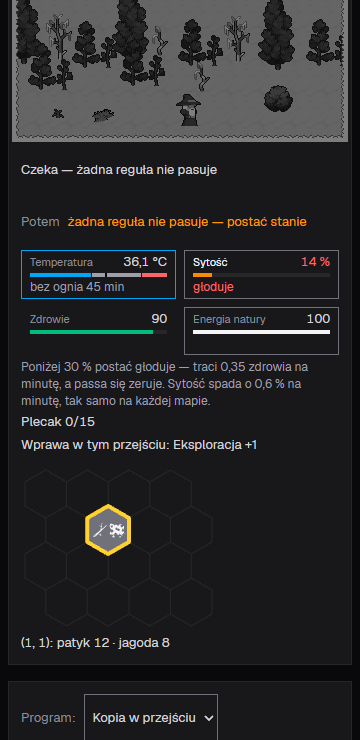 Czeka — żadna reguła nie pasuje
Potem żadna reguła nie pasuje — postać stanie
Temperatura 36,1 °C
bez ognia 45 min
Sytość 14 %
głoduje
Zdrowie 90
Energia natury 100
Poniżej 30 % postać głoduje — traci 0,35 zdrowia na
minutę, a passa się zeruje. Sytość spada o 0,6 % na
minutę, tak samo na każdej mapie.
Plecak 0/15
Wprawa w tym przejściu: Eksploracja +1
(1, 1): patyk 12 · jagoda 8
Program: Kopia w przejściu